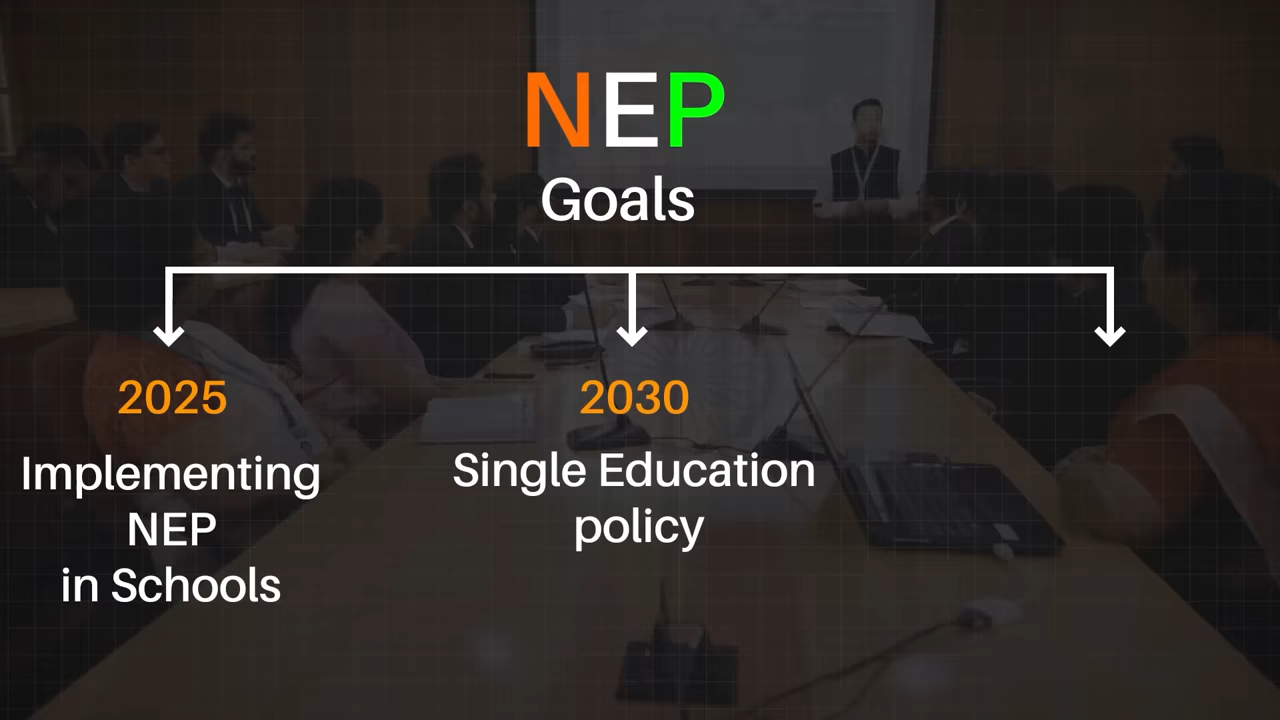 NEP
Goals
2025
Implementing
NEP
in Schools
2030
Single Education
policy